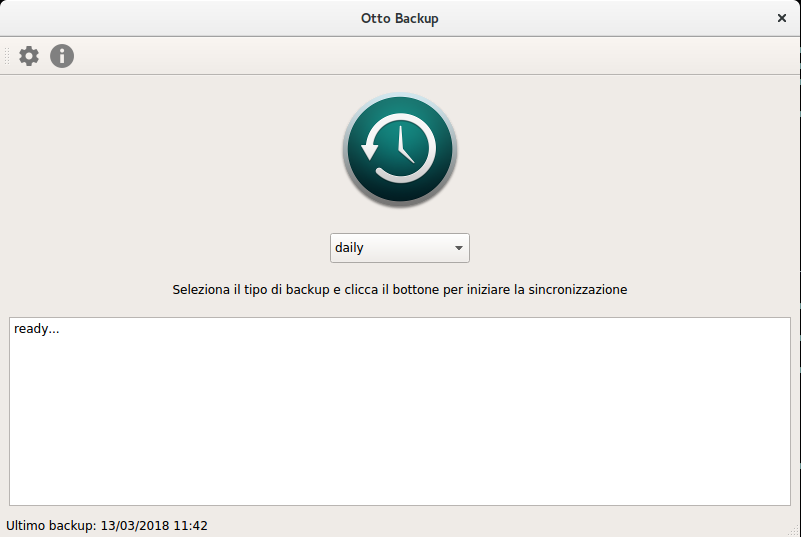 Otto Backup
daily
Seleziona il tipo di backup e clicca il bottone per iniziare la sincronizzazione
ready...
Ultimo backup: 13/03/2018 11:42